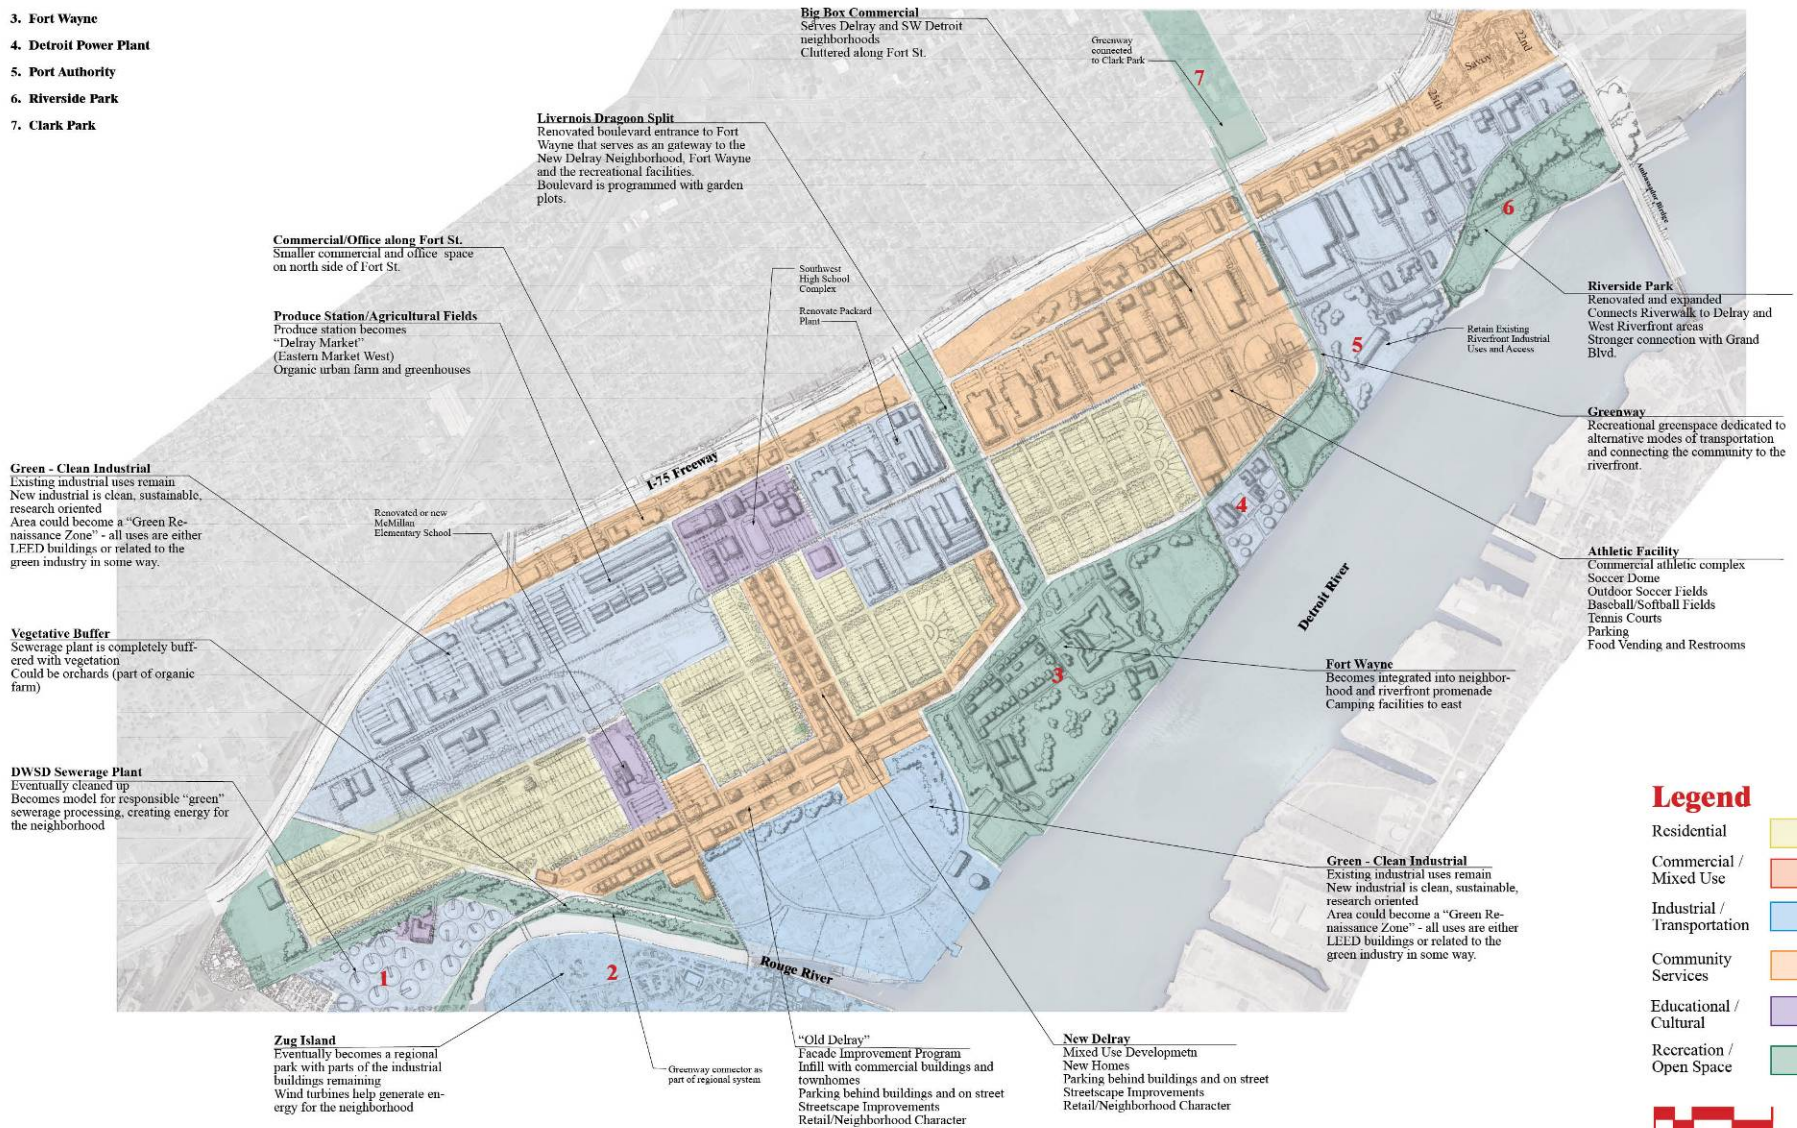 3. Fort Wayne
4. Detroit Power Plant
5. Port Authority
6. Riverside Park
7. Clark Park
Big Box Commercial
Serves Delray and SW Detroit
neighborhoods
Cluttered along Fort St.
Greenway
connected
to Clark Park
7
22nd
Savoy
25th
Ambassador Birdge
Livernois Dragoon Split
Renovated boulevard entrance to Fort
Wayne that serves as an gateway to the
New Delray Neighborhood, Fort Wayne
and the recreational facilities.
Boulevard is programmed with garden
plots.
6
Commercial/Office along Fort St.
Smaller commercial and office space
on north side of Fort St.
Southwest
High School
Complex
Renovate Packard
Plant
Produce Station/Agricultural Fields
Produce station becomes
“Delray Market”
(Eastern Market West)
Organic urban farm and greenhouses
Riverside Park
Renovated and expanded
Connects Riverwalk to Delray and
West Riverfront areas
Stronger connection with Grand
Blvd.
Retain Existing
Riverfront Industrial
Uses and Access
5
Greenway
Recreational greenspace dedicated to
alternative modes of transportation
and connecting the community to the
riverfront.
I-75 Freeway
Green - Clean Industrial
Existing industrial uses remain
New industrial is clean, sustainable,
research oriented
Area could become a “Green Re-
naissance Zone” - all uses are either
LEED buildings or related to the
green industry in some way.
Renovated or new
McMillan
Elementary School
4
Athletic Facility
Commercial athletic complex
Soccer Dome
Outdoor Soccer Fields
Baseball/Softball Fields
Tennis Courts
Parking
Food Vending and Restrooms
Detroit River
Vegetative Buffer
Sewerage plant is completely buff-
ered with vegetation
Could be orchards (part of organic
farm)
3
Fort Wayne
Becomes integrated into neighbor-
hood and riverfront promenade
Camping facilities to east
DWSD Sewerage Plant
Eventually cleaned up
Becomes model for responsible “green”
sewerage processing, creating energy for
the neighborhood
Green - Clean Industrial
Existing industrial uses remain
New industrial is clean, sustainable,
research oriented
Area could become a “Green Re-
naissance Zone” - all uses are either
LEED buildings or related to the
green industry in some way.
1
2
Rouge River
Zug Island
Eventually becomes a regional
park with parts of the industrial
buildings remaining
Wind turbines help generate en-
ergy for the neighborhood
Greenway connector as
part of regional system
“Old Delray”
Facade Improvement Program
Infill with commercial buildings and
townhomes
Parking behind buildings and on street
Streetscape Improvements
Retail/Neighborhood Character
New Delray
Mixed Use Developmetn
New Homes
Parking behind buildings and on street
Streetscape Improvements
Retail/Neighborhood Character
Legend
Residential
Commercial /
Mixed Use
Industrial /
Transportation
Community
Services
Educational /
Cultural
Recreation /
Open Space